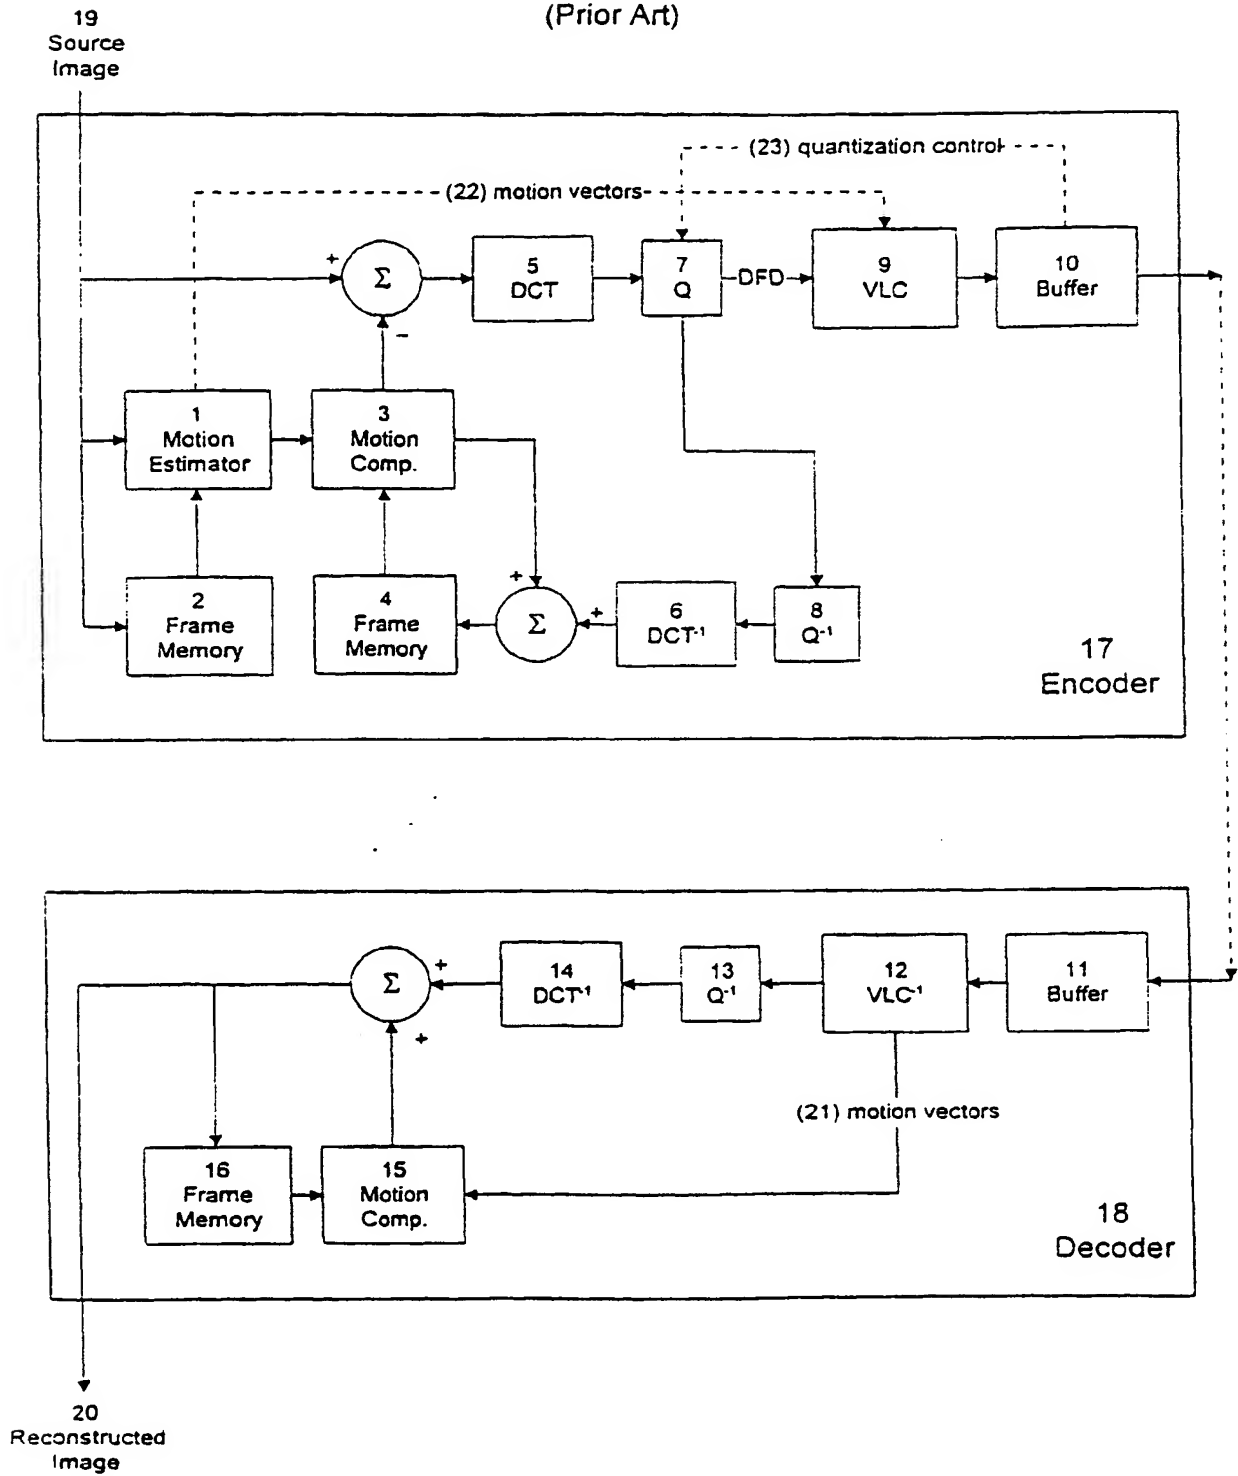 (Prior Art)
19
Source
Image
(23) quantization control
(22) motion vectors
+
Σ
5
DCT
7
Q
DFD
9
VLC
10
Buffer
−
1
Motion
Estimator
3
Motion
Comp.
2
Frame
Memory
4
Frame
Memory
+
Σ
+
6
DCT⁻¹
8
Q⁻¹
17
Encoder
Σ
+
14
DCT⁻¹
13
Q⁻¹
12
VLC⁻¹
11
Buffer
+
(21) motion vectors
16
Frame
Memory
15
Motion
Comp.
18
Decoder
20
Reconstructed
Image